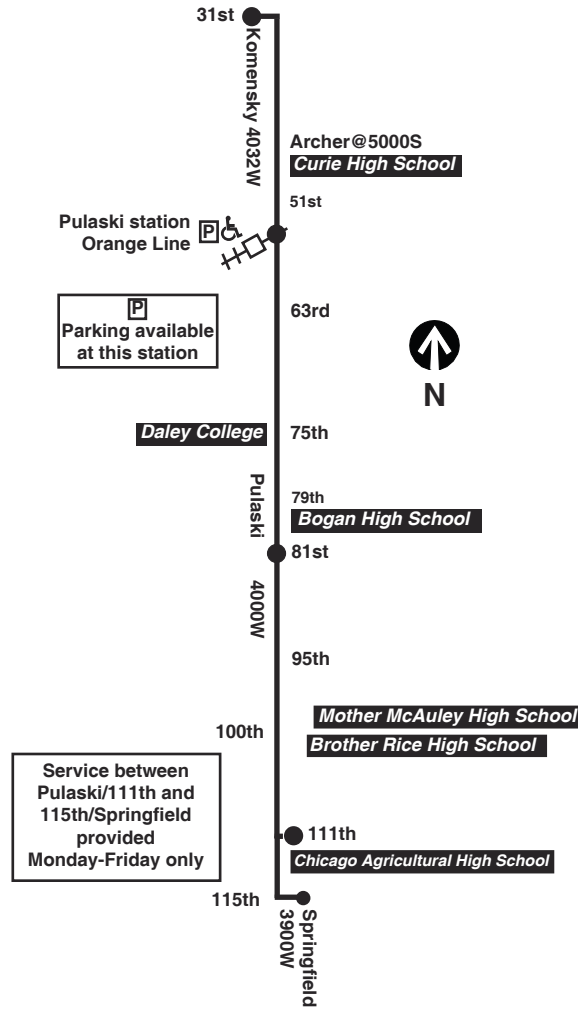 31st
Komensky 4032W
Archer@5000S
Curie High School
51st
Pulaski station
Orange Line
P
63rd
P
Parking available
at this station
N
Daley College
75th
Pulaski
79th
Bogan High School
81st
4000W
95th
Mother McAuley High School
100th
Brother Rice High School
Service between
Pulaski/111th and
115th/Springfield
provided
Monday-Friday only
111th
Chicago Agricultural High School
115th
Springfield
3900W